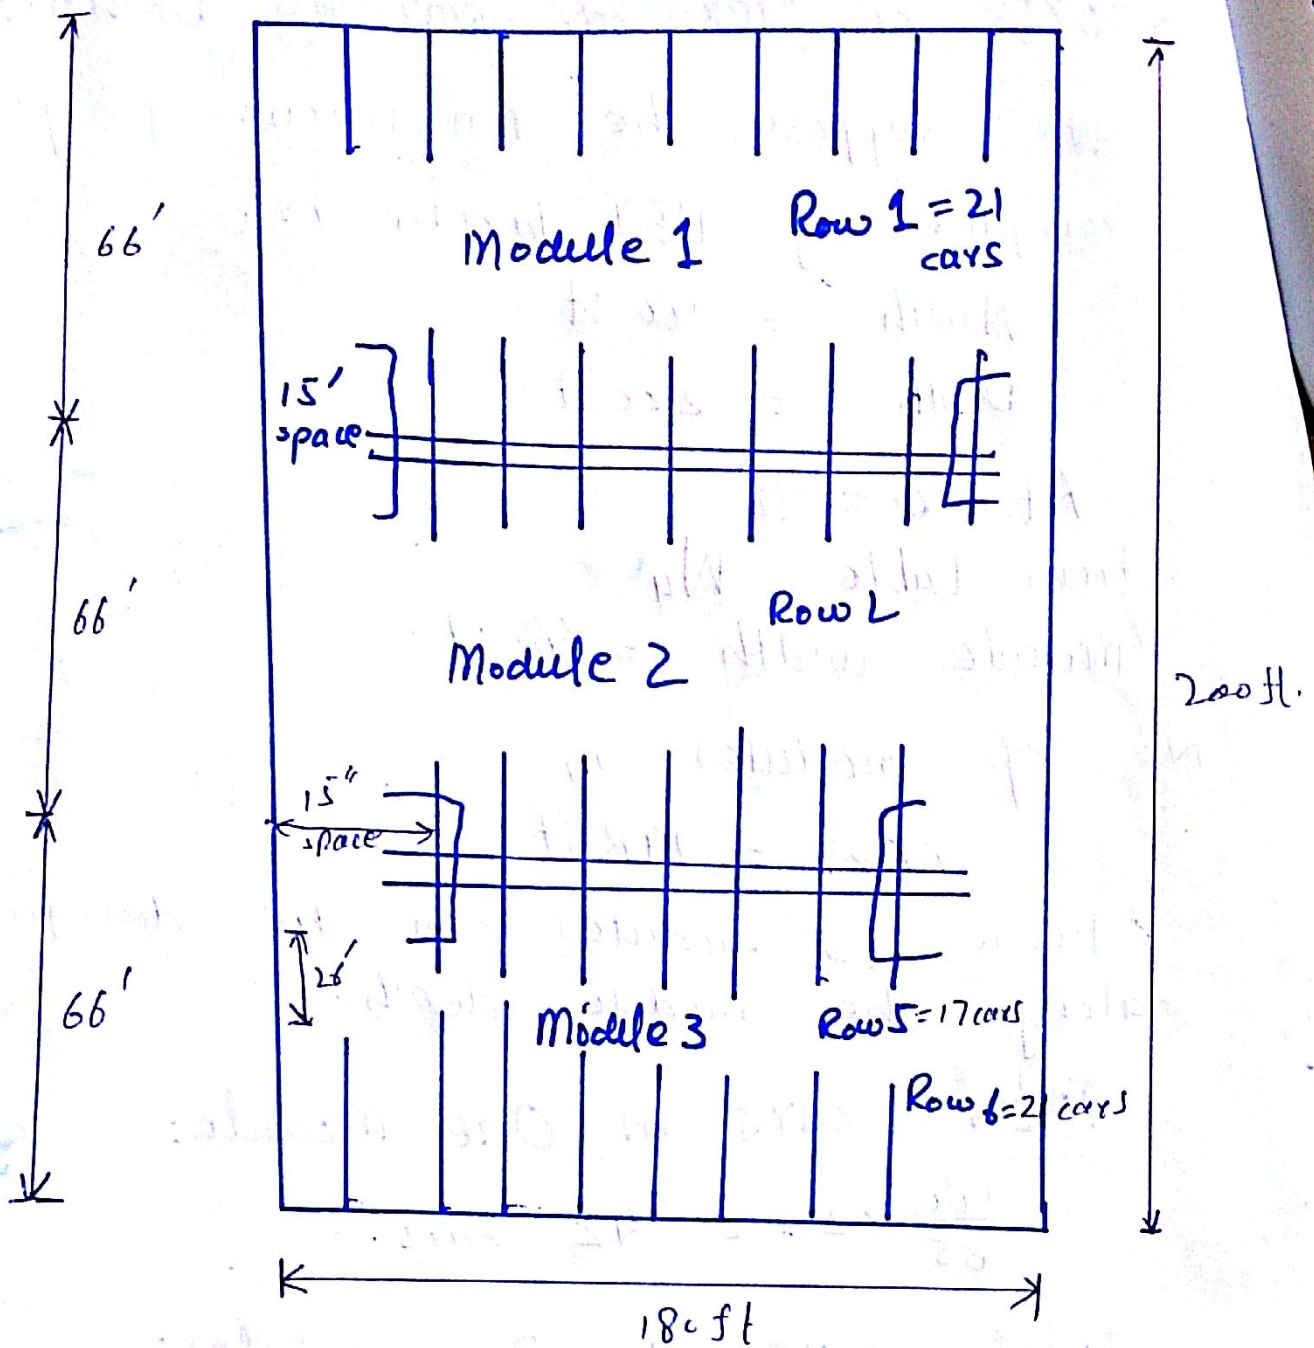 66'
Module 1
Row 1 = 21
cars
15'
space
66'
Row 2
Module 2
200 ft.
15"
space
26'
66'
Module 3
Row 5 = 17 cars
Row 6 = 21 cars
180 ft